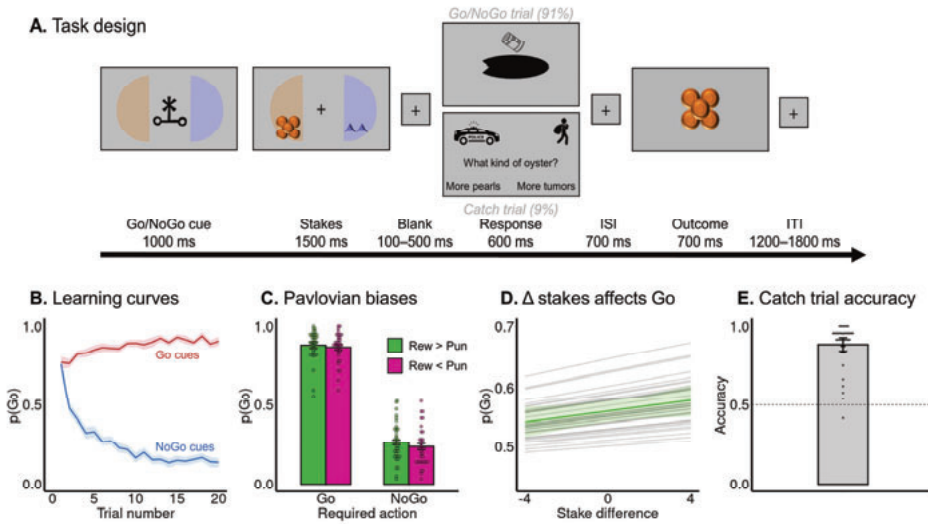 A. Task design
Go/NoGo trial (91%)
+
+
+
+
POLICE
What kind of oyster?
More pearls More tumors
Catch trial (9%)
Go/NoGo cue Stakes Blank Response ISI Outcome ITI
1000 ms 1500 ms 100–500 ms 600 ms 700 ms 700 ms 1200–1800 ms
B. Learning curves
1.0
0.5
0.0
p(Go)
Go cues
NoGo cues
0 5 10 15 20
Trial number
C. Pavlovian biases
1.0
0.5
0.0
p(Go)
Rew > Pun
Rew < Pun
Go NoGo
Required action
D. Δ stakes affects Go
0.7
0.6
0.5
p(Go)
-4 0 4
Stake difference
E. Catch trial accuracy
1.0
0.5
0.0
Accuracy